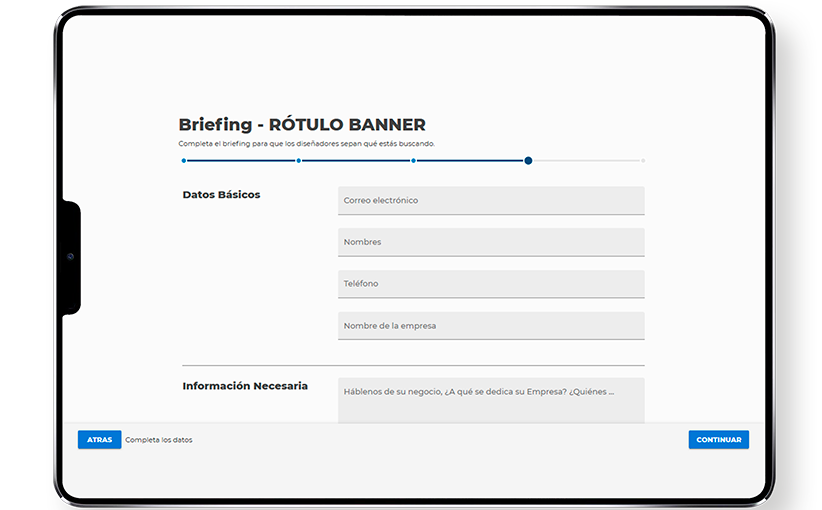 Briefing - RÓTULO BANNER
Completa el briefing para que los diseñadores sepan qué estás buscando.
Datos Básicos
Correo electrónico
Nombres
Teléfono
Nombre de la empresa
Información Necesaria
Háblenos de su negocio, ¿A qué se dedica su Empresa? ¿Quiénes ...
ATRAS
Completa los datos
CONTINUAR